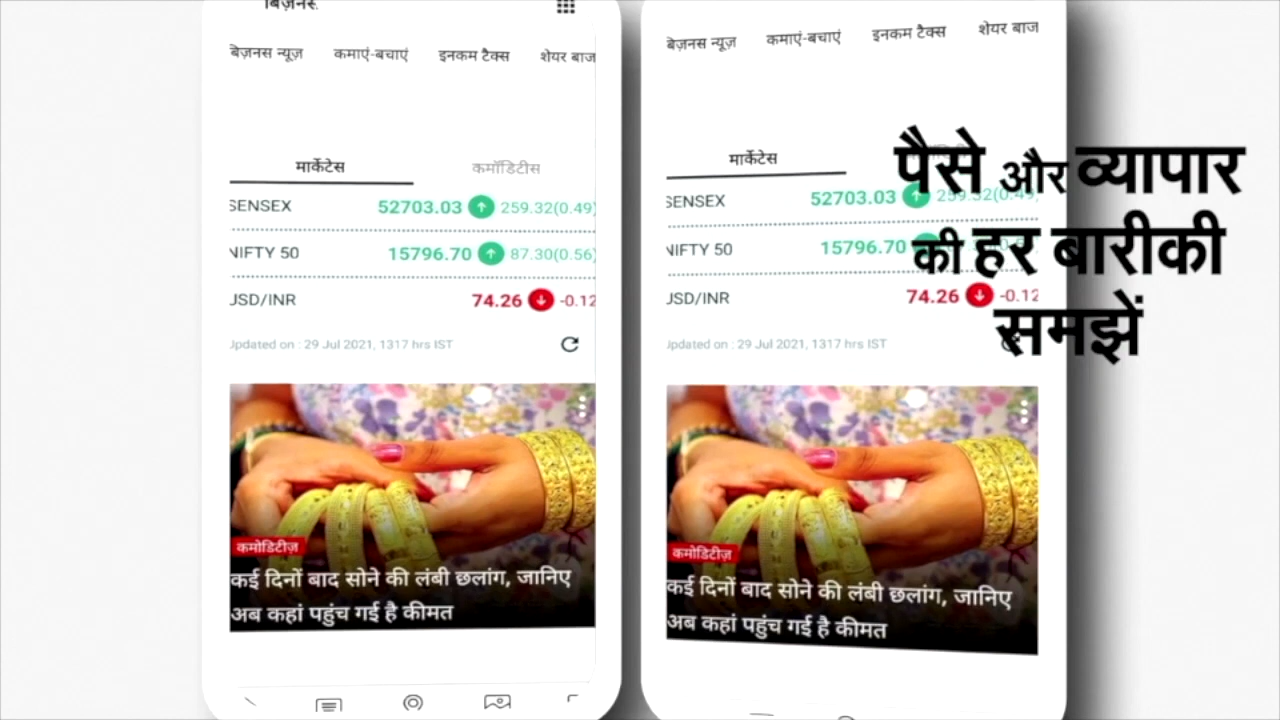 बिज़नेस
बिज़नेस न्यूज़ कमाएं-बचाएं इनकम टैक्स शेयर बाज
मार्केटेस कमॉडिटीस
SENSEX 52703.03 259.32(0.49)
NIFTY 50 15796.70 87.30(0.56)
USD/INR 74.26 -0.12
Updated on : 29 Jul 2021, 1317 hrs IST
कमोडिटीज़
कई दिनों बाद सोने की लंबी छलांग, जानिए
अब कहां पहुंच गई है कीमत
बेज़नस न्यूज़ कमाएं-बचाएं इनकम टैक्स शेयर बाज
मार्केटेस
SENSEX 52703.03 259.32(0.49)
NIFTY 50 15796.70
USD/INR 74.26 -0.12
Updated on : 29 Jul 2021, 1317 hrs IST
कमोडिटीज़
कई दिनों बाद सोने की लंबी छलांग, जानिए
अब कहां पहुंच गई है कीमत
पैसे और व्यापार
की हर बारीकी
समझें